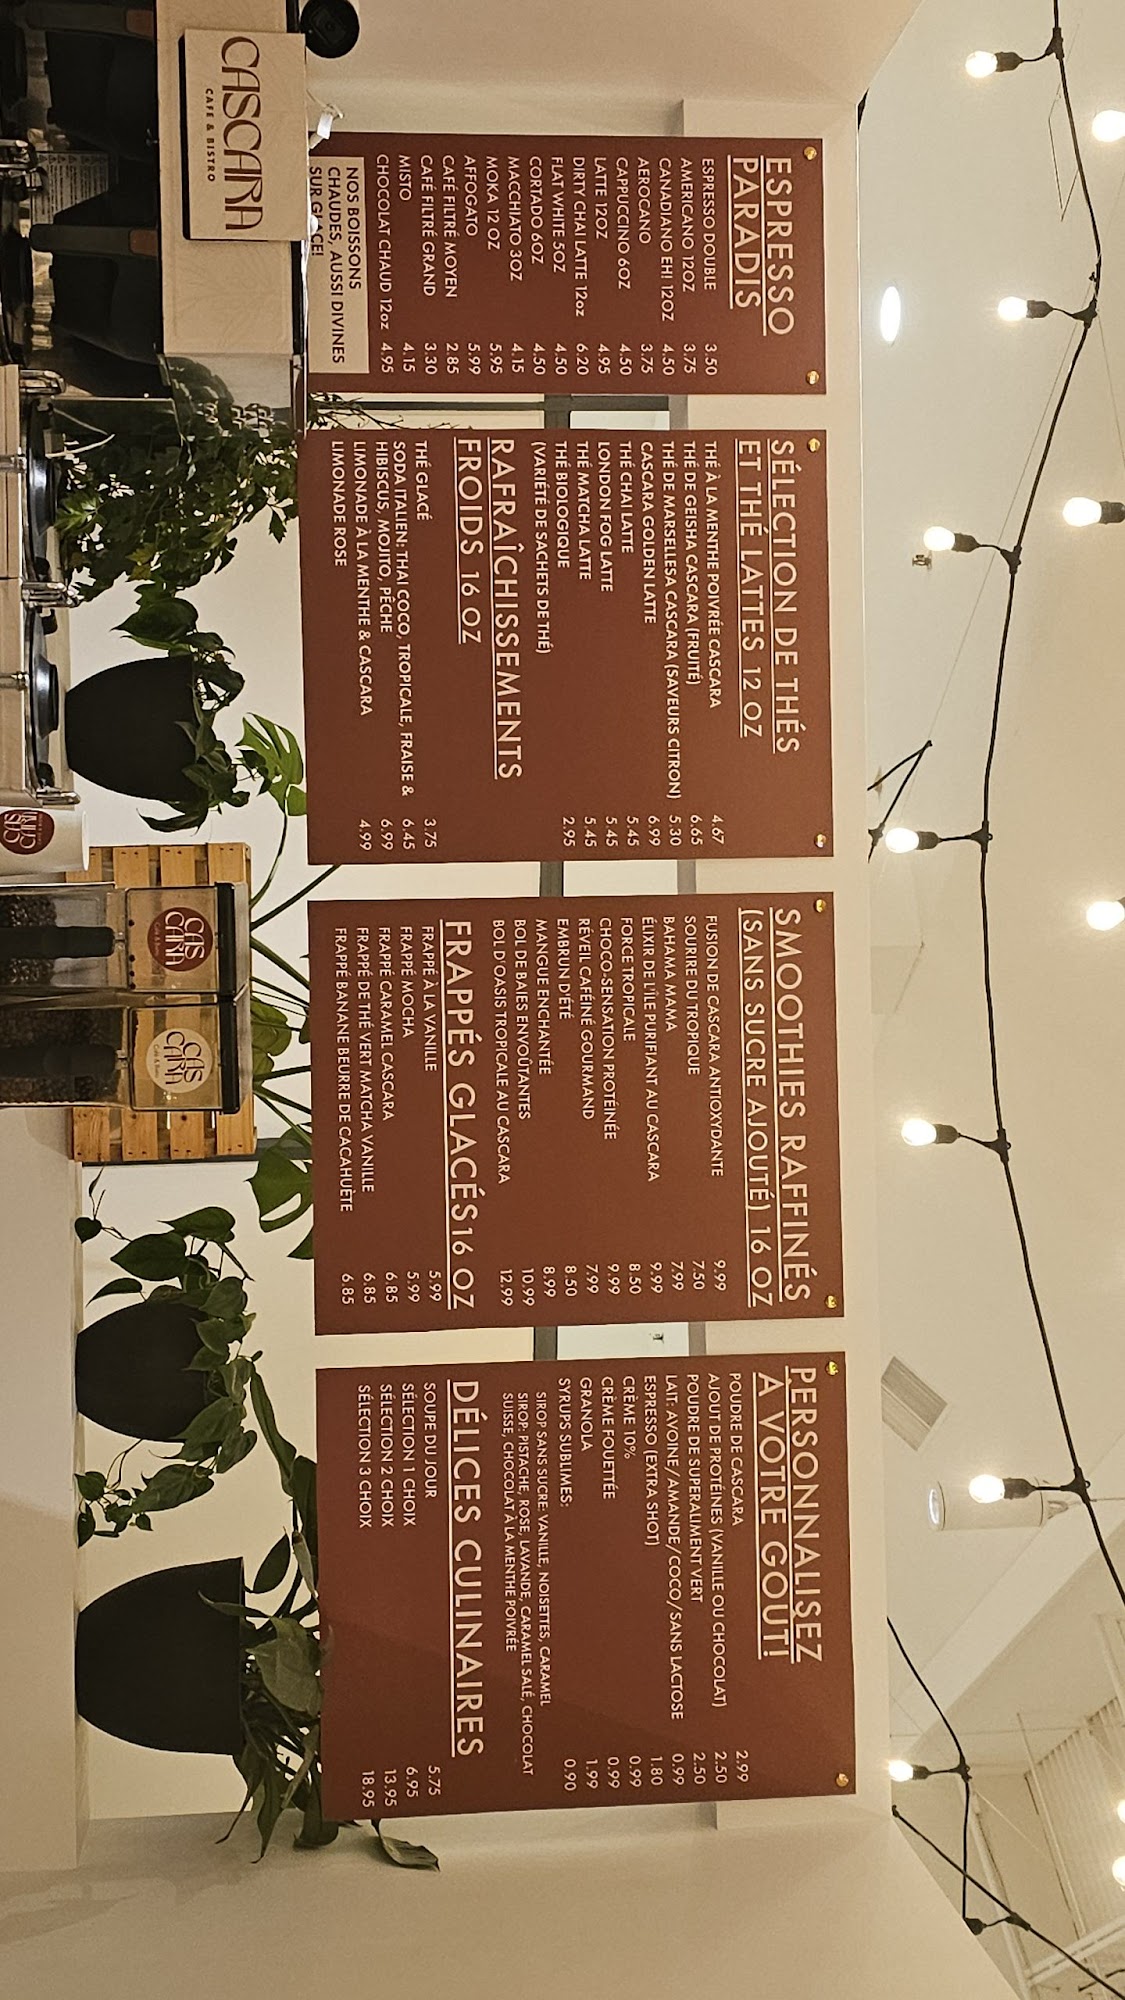 CASCARA
CAFE & BISTRO
ESPRESSO
PARADIS
ESPRESSO DOUBLE 3.50
AMERICANO 12OZ 3.75
CANADIANO EH! 12OZ 4.50
AEROCANO 3.75
CAPPUCCINO 6OZ 4.50
LATTE 12OZ 4.95
DIRTY CHAI LATTE 12oz 6.20
FLAT WHITE 5OZ 4.50
CORTADO 6OZ 4.50
MACCHIATO 3OZ 4.15
MOKA 12 OZ 5.95
AFFOGATO 5.99
CAFÉ FILTRÉ MOYEN 2.85
CAFÉ FILTRÉ GRAND 3.30
MISTO 4.15
CHOCOLAT CHAUD 12oz 4.95
NOS BOISSONS
CHAUDES, AUSSI DIVINES
SUR GLACE!
SÉLECTION DE THÉS
ET THÉ LATTES 12 OZ
THÉ À LA MENTHE POIVRÉE CASCARA 4.67
THÉ DE GEISHA CASCARA (FRUITÉ) 6.65
THÉ DE MARSELLESA CASCARA (SAVEURS CITRON) 5.30
CASCARA GOLDEN LATTE 6.99
THÉ CHAI LATTE 5.45
LONDON FOG LATTE 5.45
THÉ MATCHA LATTE 5.45
THÉ BIOLOGIQUE 2.95
(VARIÉTÉ DE SACHETS DE THÉ)
RAFRAÎCHISSEMENTS
FROIDS 16 OZ
THÉ GLACÉ 3.75
SODA ITALIEN: THAI COCO, TROPICALE, FRAISE & 6.45
HIBISCUS, MOJITO, PÊCHE
LIMONADE À LA MENTHE & CASCARA 6.99
LIMONADE ROSE 4.99
SMOOTHIES RAFFINÉS
(SANS SUCRE AJOUTÉ) 16 OZ
FUSION DE CASCARA ANTIOXYDANTE 9.99
SOURIRE DU TROPIQUE 7.50
BAHAMA MAMA 7.99
ÉLIXIR DE L'ILE PURIFIANT AU CASCARA 9.99
FORCE TROPICALE 8.50
CHOCO-SENSATION PROTÉINÉE 9.99
RÉVEIL CAFÉINÉ GOURMAND 7.99
EMBRUN D'ÉTÉ 8.50
MANGUE ENCHANTÉE 8.99
BOL DE BAIES ENVOÛTANTES 10.99
BOL D'OASIS TROPICALE AU CASCARA 12.99
FRAPPÉS GLACÉS16 OZ
FRAPPÉ À LA VANILLE 5.99
FRAPPÉ MOCHA 5.99
FRAPPÉ CARAMEL CASCARA 6.85
FRAPPÉ DE THÉ VERT MATCHA VANILLE 6.85
FRAPPÉ BANANE BEURRE DE CACAHUÈTE 6.85
PERSONNALISEZ
A VOTRE GOUT!
POUDRE DE CASCARA 2.99
AJOUT DE PROTÉINES (VANILLE OU CHOCOLAT) 2.50
POUDRE DE SUPERALIMENT VERT 2.50
LAIT: AVOINE/AMANDE/COCO/SANS LACTOSE 0.99
ESPRESSO (EXTRA SHOT) 1.80
CRÈME 10% 0.99
CRÈME FOUETTÉE 0.99
GRANOLA 1.99
SYRUPS SUBLIMES: 0.90
SIROP SANS SUCRE: VANILLE, NOISETTES, CARAMEL
SIROP: PISTACHE, ROSE, LAVANDE, CARAMEL SALÉ, CHOCOLAT
SUISSE, CHOCOLAT À LA MENTHE POIVRÉE
DÉLICES CULINAIRES
SOUPE DU JOUR 5.75
SÉLECTION 1 CHOIX 6.95
SÉLECTION 2 CHOIX 13.95
SÉLECTION 3 CHOIX 18.95
CAS
CARA
CAS
CARA